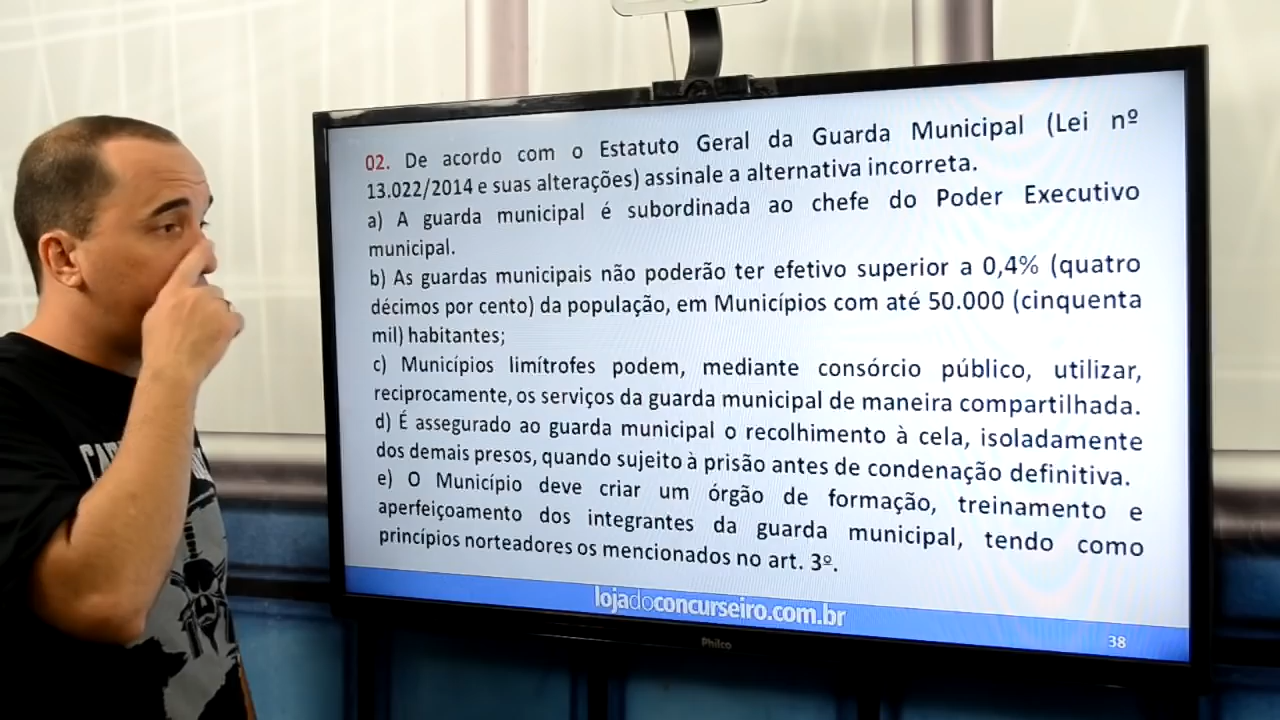 02. De acordo com o Estatuto Geral da Guarda Municipal (Lei nº
13.022/2014 e suas alterações) assinale a alternativa incorreta.
a) A guarda municipal é subordinada ao chefe do Poder Executivo
municipal.
b) As guardas municipais não poderão ter efetivo superior a 0,4% (quatro
décimos por cento) da população, em Municípios com até 50.000 (cinquenta
mil) habitantes;
c) Municípios limítrofes podem, mediante consórcio público, utilizar,
reciprocamente, os serviços da guarda municipal de maneira compartilhada.
d) É assegurado ao guarda municipal o recolhimento à cela, isoladamente
dos demais presos, quando sujeito à prisão antes de condenação definitiva.
e) O Município deve criar um órgão de formação, treinamento e
aperfeiçoamento dos integrantes da guarda municipal, tendo como
princípios norteadores os mencionados no art. 3º.
lojadoconcurseiro.com.br
38
Philco